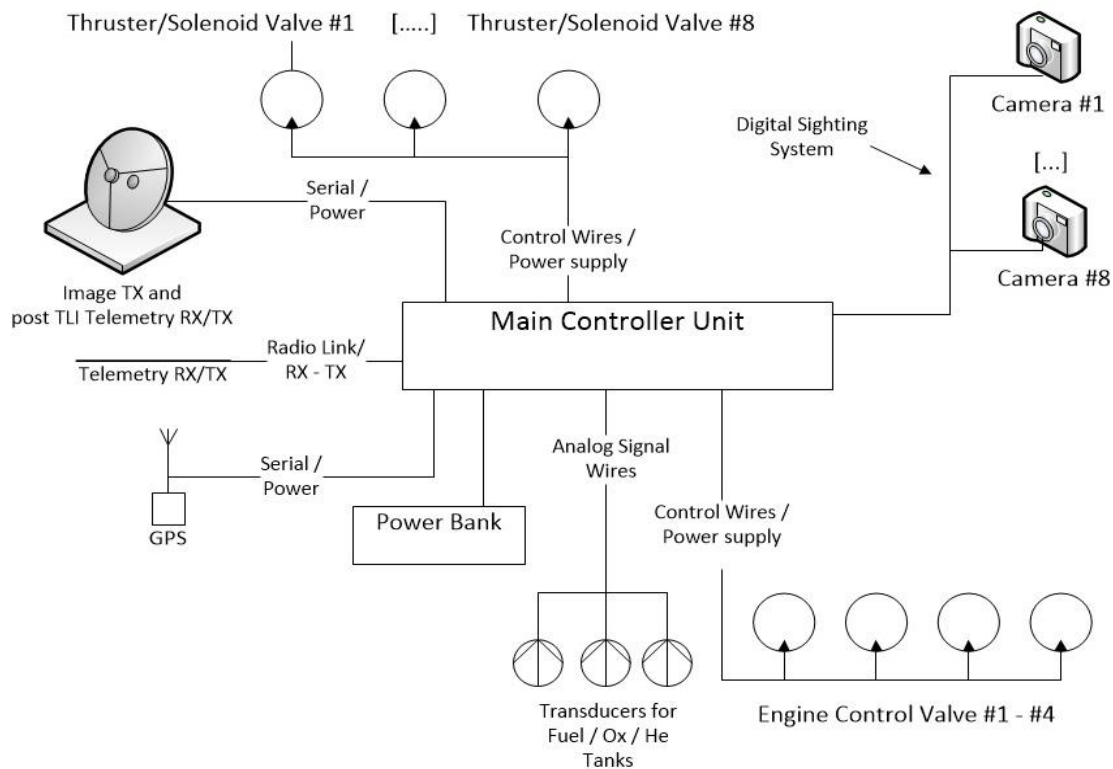 Thruster/Solenoid Valve #1 [.....] Thruster/Solenoid Valve #8
Camera #1
Digital Sighting
System
[...]
Camera #8
Serial /
Power
Control Wires /
Power supply
Image TX and
post TLI Telemetry RX/TX
Main Controller Unit
Radio Link/
RX - TX
Telemetry RX/TX
Serial /
Power
GPS
Power Bank
Analog Signal
Wires
Control Wires /
Power supply
Transducers for
Fuel / Ox / He
Tanks
Engine Control Valve #1 - #4